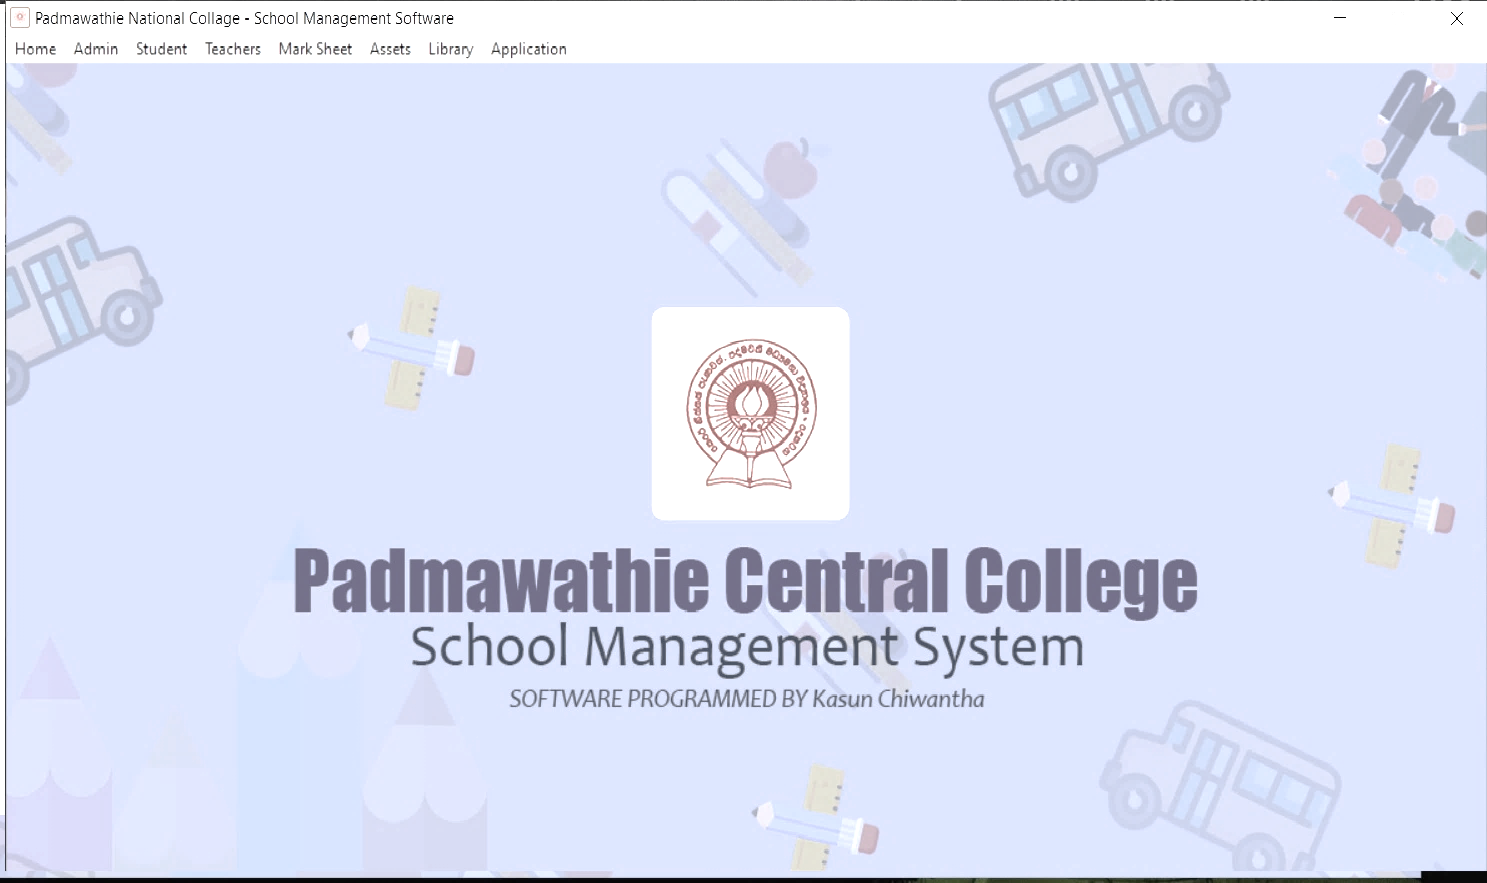 Padmawathie National Collage - School Management Software
Home Admin Student Teachers Mark Sheet Assets Library Application
Padmawathie Central College
School Management System
SOFTWARE PROGRAMMED BY Kasun Chiwantha